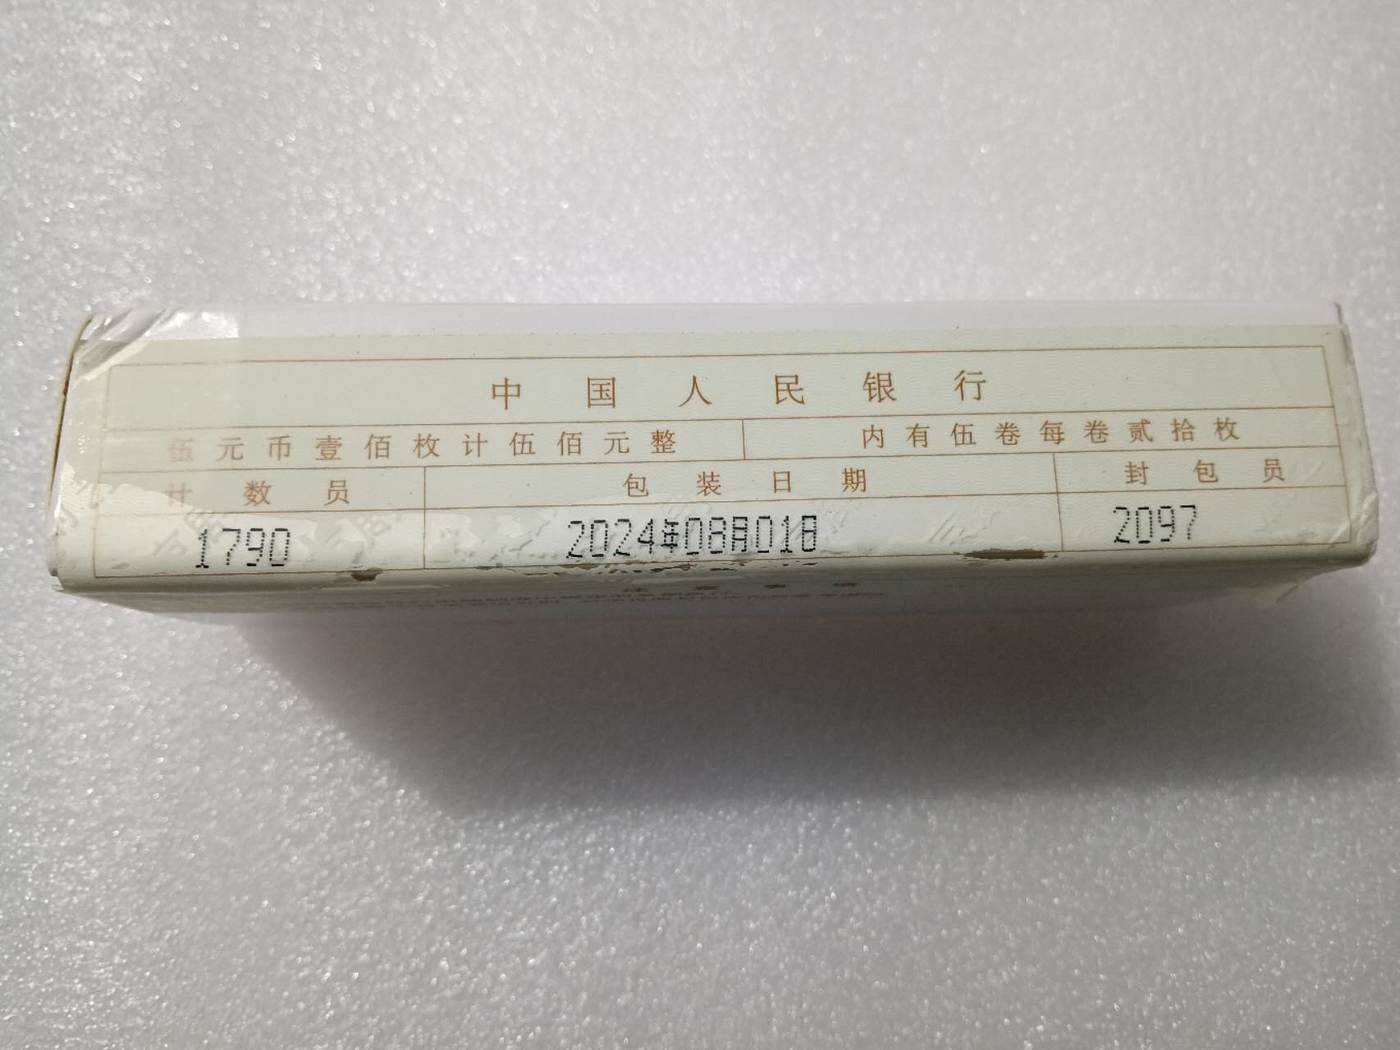 中国人民银行
伍元币壹佰枚计伍佰元整 内有伍卷每卷贰拾枚
计数员 包装日期 封包员
1790 2024年08月018 2097